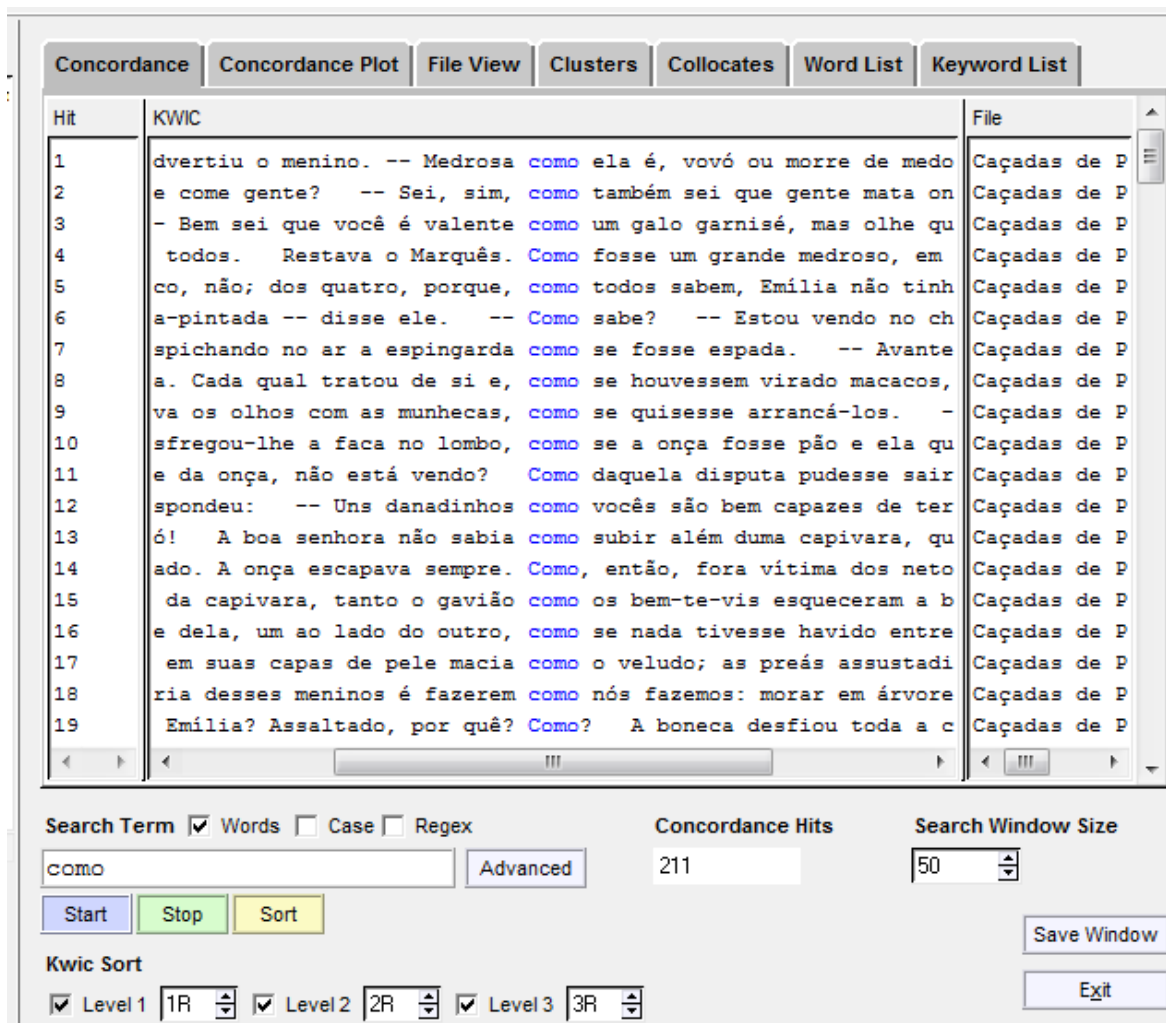 Concordance Concordance Plot File View Clusters Collocates Word List Keyword List
Hit KWIC File
1 dvertiu o menino. -- Medrosa como ela é, vovó ou morre de medo Caçadas de P
2 e come gente? -- Sei, sim, como também sei que gente mata on Caçadas de P
3 - Bem sei que você é valente como um galo garnisé, mas olhe qu Caçadas de P
4 todos. Restava o Marquês. Como fosse um grande medroso, em Caçadas de P
5 co, não; dos quatro, porque, como todos sabem, Emília não tinh Caçadas de P
6 a-pintada -- disse ele. -- Como sabe? -- Estou vendo no ch Caçadas de P
7 spichando no ar a espingarda como se fosse espada. -- Avante Caçadas de P
8 a. Cada qual tratou de si e, como se houvessem virado macacos, Caçadas de P
9 va os olhos com as munhecas, como se quisesse arrancá-los. - Caçadas de P
10 sfregou-lhe a faca no lombo, como se a onça fosse pão e ela qu Caçadas de P
11 e da onça, não está vendo? Como daquela disputa pudesse sair Caçadas de P
12 spondeu: -- Uns danadinhos como vocês são bem capazes de ter Caçadas de P
13 ó! A boa senhora não sabia como subir além duma capivara, qu Caçadas de P
14 ado. A onça escapava sempre. Como, então, fora vítima dos neto Caçadas de P
15 da capivara, tanto o gavião como os bem-te-vis esqueceram a b Caçadas de P
16 e dela, um ao lado do outro, como se nada tivesse havido entre Caçadas de P
17 em suas capas de pele macia como o veludo; as preás assustadi Caçadas de P
18 ria desses meninos é fazerem como nós fazemos: morar em árvore Caçadas de P
19 Emília? Assaltado, por quê? Como? A boneca desfiou toda a c Caçadas de P
Search Term Words Case Regex Concordance Hits Search Window Size
como Advanced 211 50
Start Stop Sort
Save Window
Kwic Sort
Exit
Level 1 1R Level 2 2R Level 3 3R